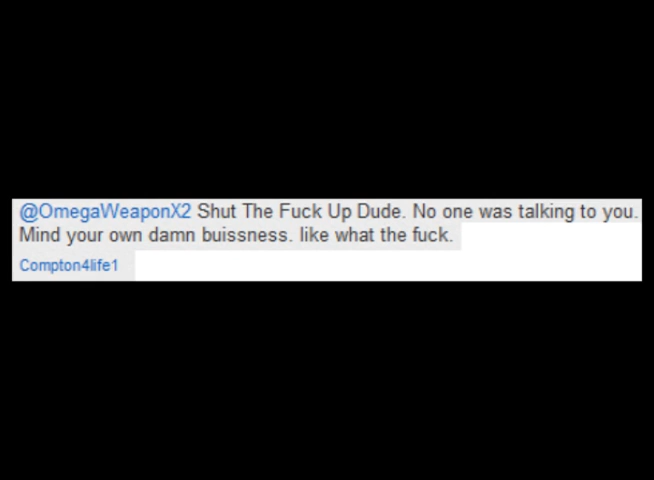 @OmegaWeaponX2 Shut The Fuck Up Dude. No one was talking to you.
Mind your own damn buissness. like what the fuck.
Compton4life1